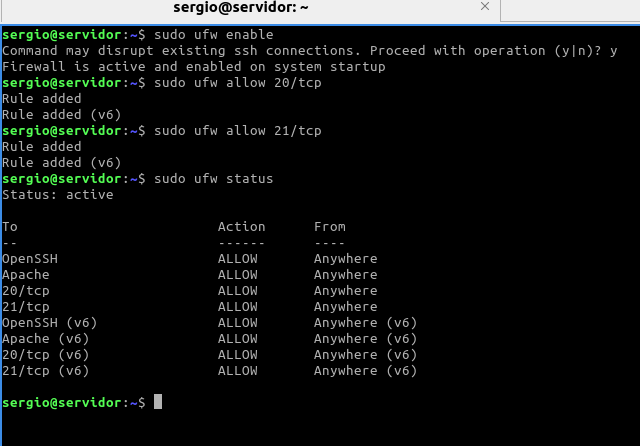 sergio@servidor: ~ ×
sergio@servidor:~$ sudo ufw enable
Command may disrupt existing ssh connections. Proceed with operation (y|n)? y
Firewall is active and enabled on system startup
sergio@servidor:~$ sudo ufw allow 20/tcp
Rule added
Rule added (v6)
sergio@servidor:~$ sudo ufw allow 21/tcp
Rule added
Rule added (v6)
sergio@servidor:~$ sudo ufw status
Status: active
To                         Action      From
--                         ------      ----
OpenSSH                    ALLOW       Anywhere
Apache                     ALLOW       Anywhere
20/tcp                     ALLOW       Anywhere
21/tcp                     ALLOW       Anywhere
OpenSSH (v6)               ALLOW       Anywhere (v6)
Apache (v6)                ALLOW       Anywhere (v6)
20/tcp (v6)                ALLOW       Anywhere (v6)
21/tcp (v6)                ALLOW       Anywhere (v6)
sergio@servidor:~$